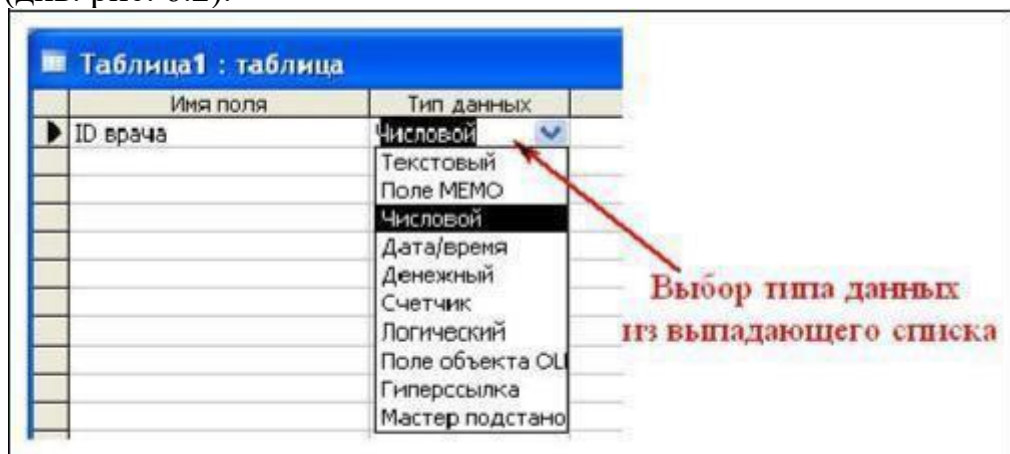 Таблица1 : таблица
Имя поля Тип данных
ID врача Числовой
Текстовый
Поле МЕМО
Числовой
Дата/время
Денежный
Счетчик
Логический
Поле объекта OL
Гиперссылка
Мастер подстано
Выбор типа данных
из выпадающего списка